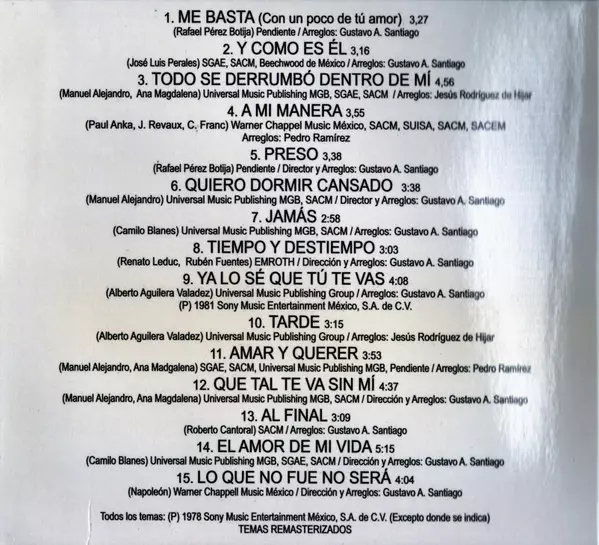 1. ME BASTA (Con un poco de tú amor) 3,27
(Rafael Pérez Botija) Pendiente / Arreglos: Gustavo A. Santiago
2. Y COMO ES ÉL 3,16
(José Luis Perales) SGAE, SACM, Beechwood de México / Arreglos: Gustavo A. Santiago
3. TODO SE DERRUMBÓ DENTRO DE MÍ 4,56
(Manuel Alejandro, Ana Magdalena) Universal Music Publishing MGB, SGAE, SACM / Arreglos: Jesús Rodríguez de Hijar
4. A MI MANERA 3,55
(Paul Anka, J. Revaux, C. Franc) Warner Chappel Music México, SACM, SUISA, SACM, SACEM
Arreglos: Pedro Ramírez
5. PRESO 3,38
(Rafael Pérez Botija) Pendiente / Director y Arreglos: Gustavo A. Santiago
6. QUIERO DORMIR CANSADO 3:38
(Manuel Alejandro) Universal Music Publishing MGB, SACM / Director y Arreglos: Gustavo A. Santiago
7. JAMÁS 2:58
(Camilo Blanes) Universal Music Publishing MGB, SACM / Arreglos: Gustavo A. Santiago
8. TIEMPO Y DESTIEMPO 3:03
(Renato Leduc, Rubén Fuentes) EMROTH / Dirección y Arreglos: Gustavo A. Santiago
9. YA LO SÉ QUE TÚ TE VAS 4:08
(Alberto Aguilera Valadez) Universal Music Publishing Group / Arreglos: Gustavo A. Santiago
(P) 1981 Sony Music Entertainment México, S.A. de C.V.
10. TARDE 3:15
(Alberto Aguilera Valadez) Universal Music Publishing Group / Arreglos: Jesús Rodríguez de Hijar
11. AMAR Y QUERER 3:53
(Manuel Alejandro, Ana Madgalena) SGAE, SACM, Universal Music Publishing MGB, Pendiente / Arreglos: Pedro Ramírez
12. QUE TAL TE VA SIN MÍ 4:37
(Manuel Alejandro, Ana Magdalena) Universal Music Publishing MGB, SACM / Dirección y Arreglos: Gustavo A. Santiago
13. AL FINAL 3:09
(Roberto Cantoral) SACM / Arreglos: Gustavo A. Santiago
14. EL AMOR DE MI VIDA 5:15
(Camilo Blanes) Universal Music Publishing MGB, SGAE, SACM / Dirección y Arreglos: Gustavo A. Santiago
15. LO QUE NO FUE NO SERÁ 4:04
(Napoleón) Warner Chappell Music México / Dirección y Arreglos: Gustavo A. Santiago
Todos los temas: (P) 1978 Sony Music Entertainment México, S.A. de C.V. (Excepto donde se indica)
TEMAS REMASTERIZADOS